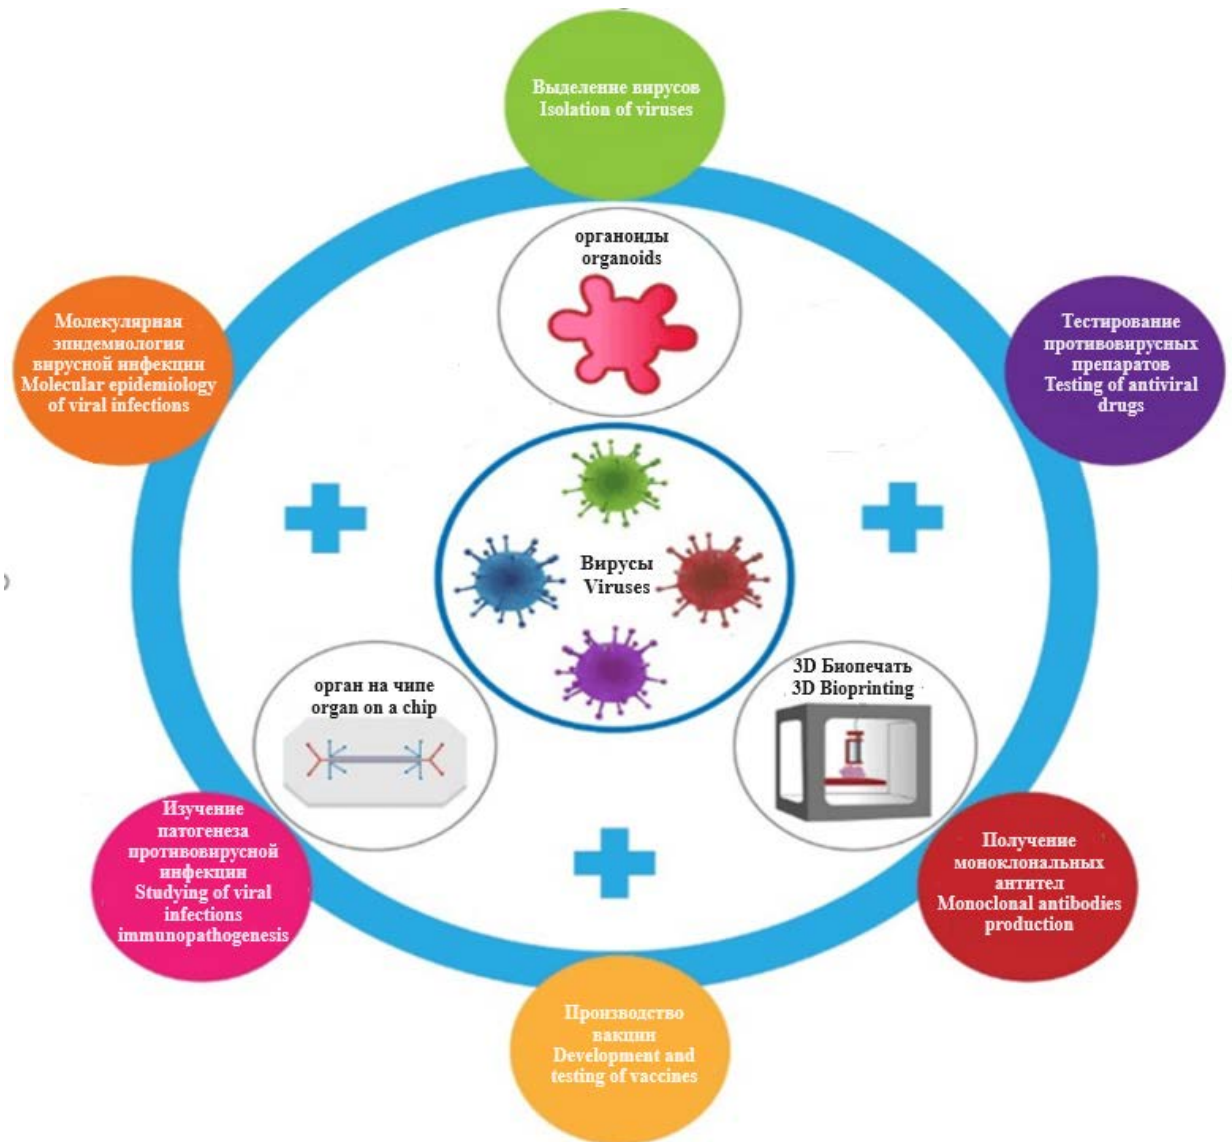 Выделение вирусов
Isolation of viruses
органоиды
organoids
Молекулярная
эпидемиология
вирусной инфекции
Molecular epidemiology
of viral infections
Тестирование
противовирусных
препаратов
Testing of antiviral
drugs
Вирусы
Viruses
орган на чипе
organ on a chip
3D Биопечать
3D Bioprinting
Изучение
патогенеза
противовирусной
инфекции
Studying of viral
infections
immunopathogenesis
Получение
моноклональных
антител
Monoclonal antibodies
production
Производство
вакцин
Development and
testing of vaccines